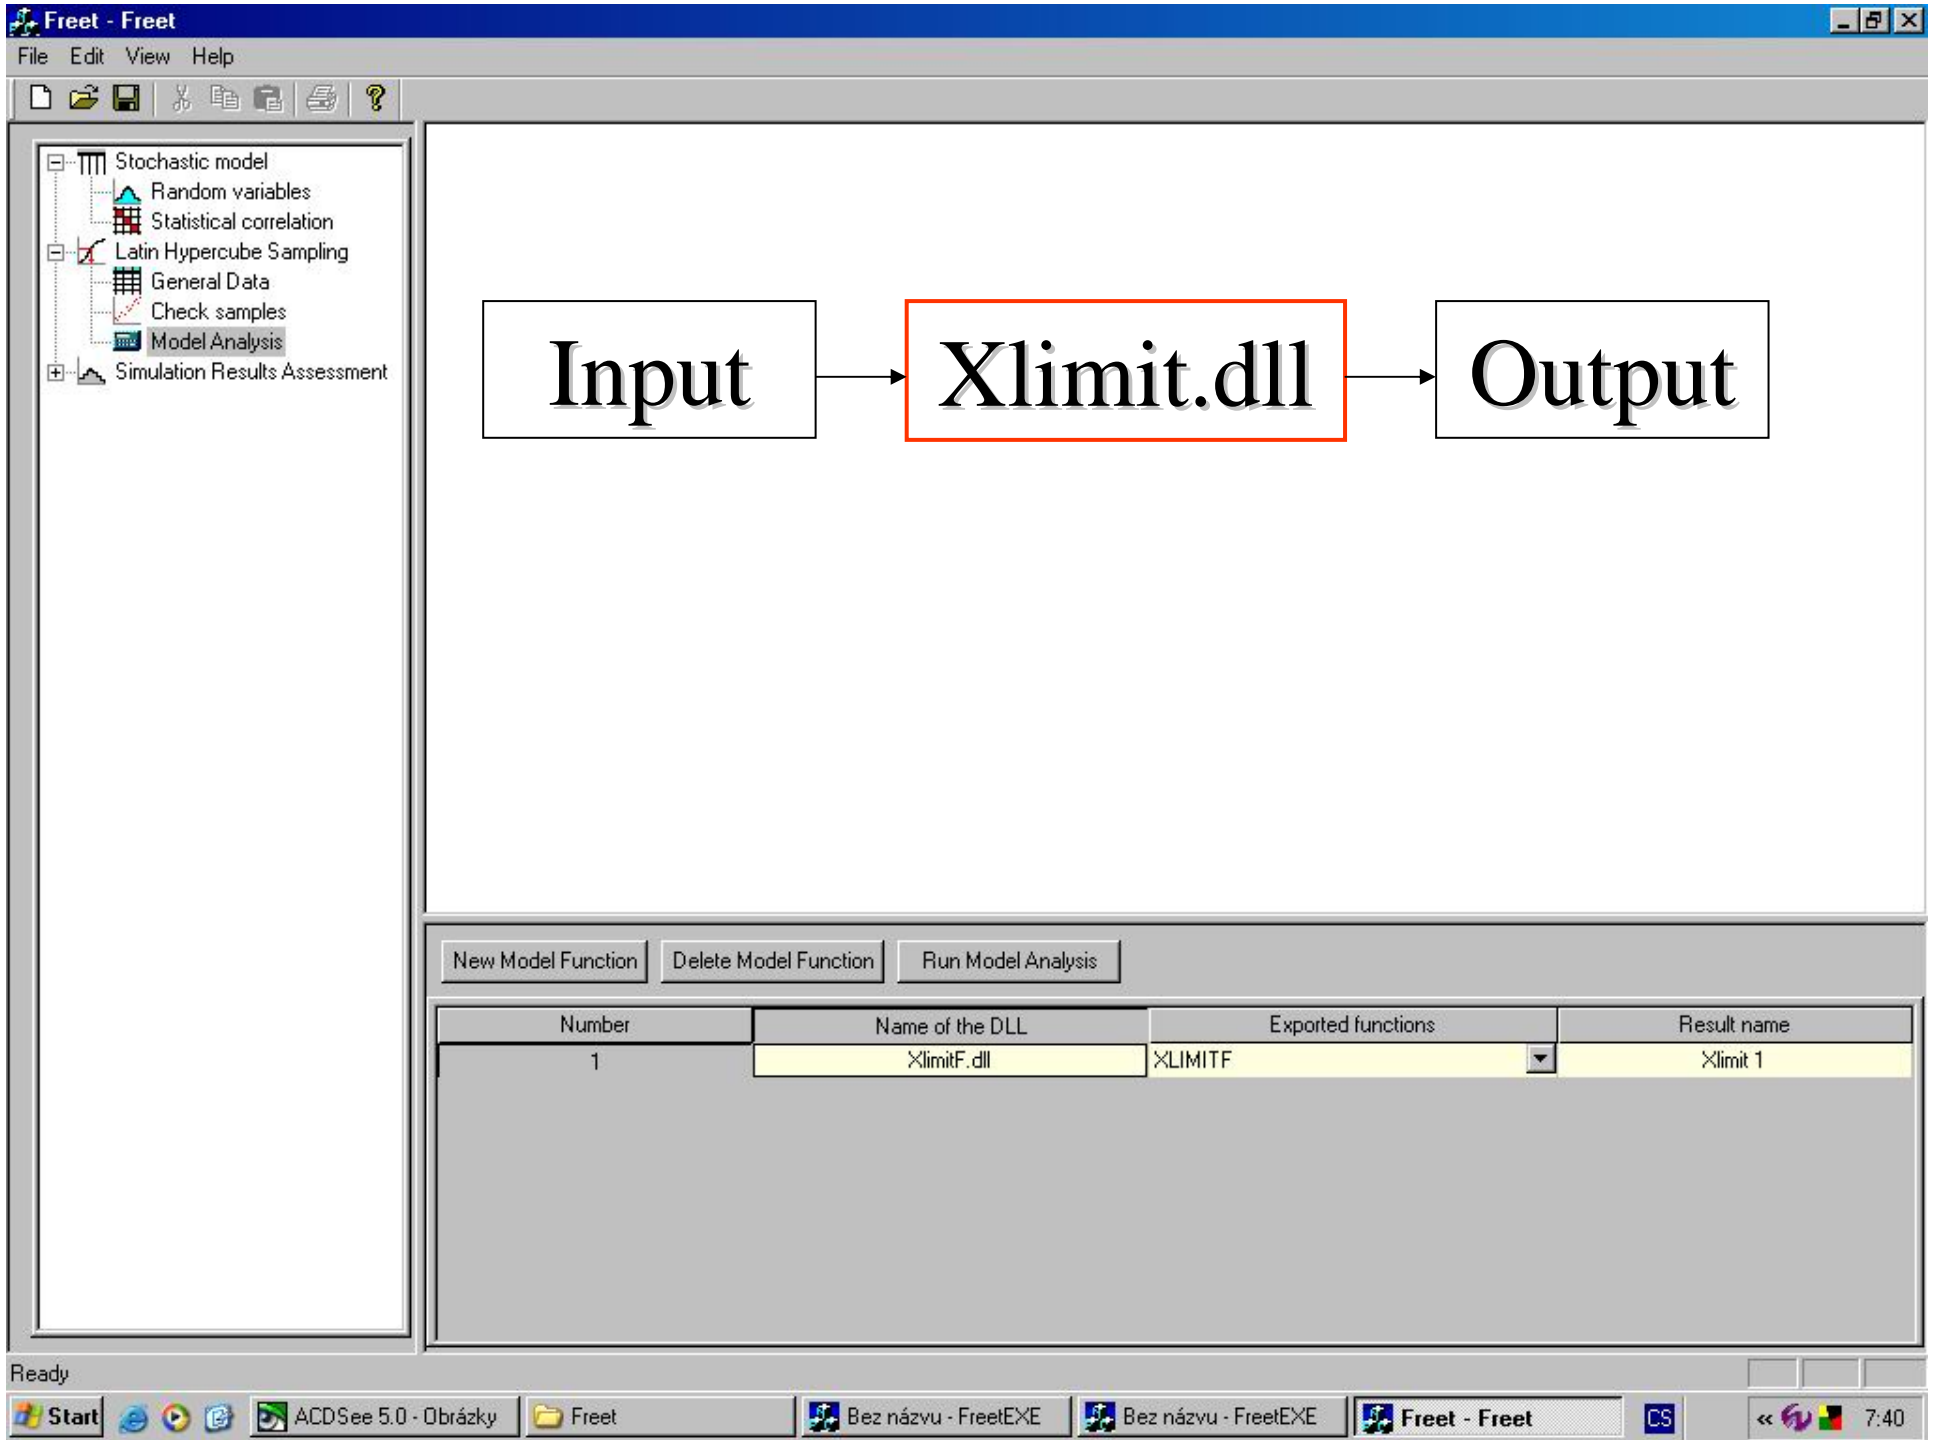 Freet - Freet
File Edit View Help
Stochastic model
Random variables
Statistical correlation
Latin Hypercube Sampling
General Data
Check samples
Model Analysis
Simulation Results Assessment
Input Xlimit.dll Output
New Model Function Delete Model Function Run Model Analysis
Number Name of the DLL Exported functions Result name
1 XlimitF.dll XLIMITF Xlimit 1
Ready
Start ACDSee 5.0 - Obrázky Freet Bez názvu - FreetEXE Bez názvu - FreetEXE Freet - Freet CS « 7:40